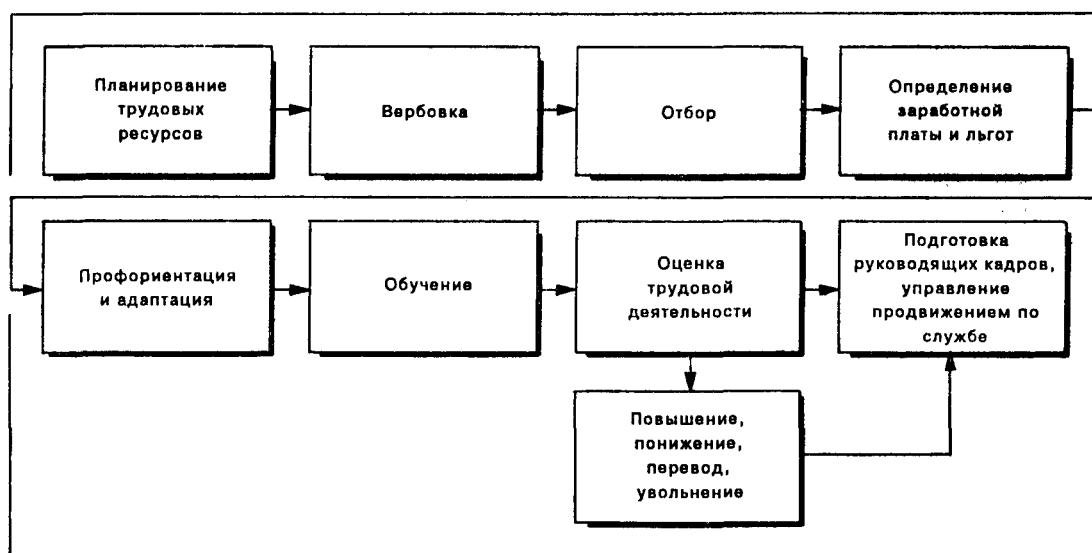 Планирование
трудовых
ресурсов
Вербовка
Отбор
Определение
заработной
платы и льгот
Профориентация
и адаптация
Обучение
Оценка
трудовой
деятельности
Подготовка
руководящих кадров,
управление
продвижением по
службе
Повышение,
понижение,
перевод,
увольнение